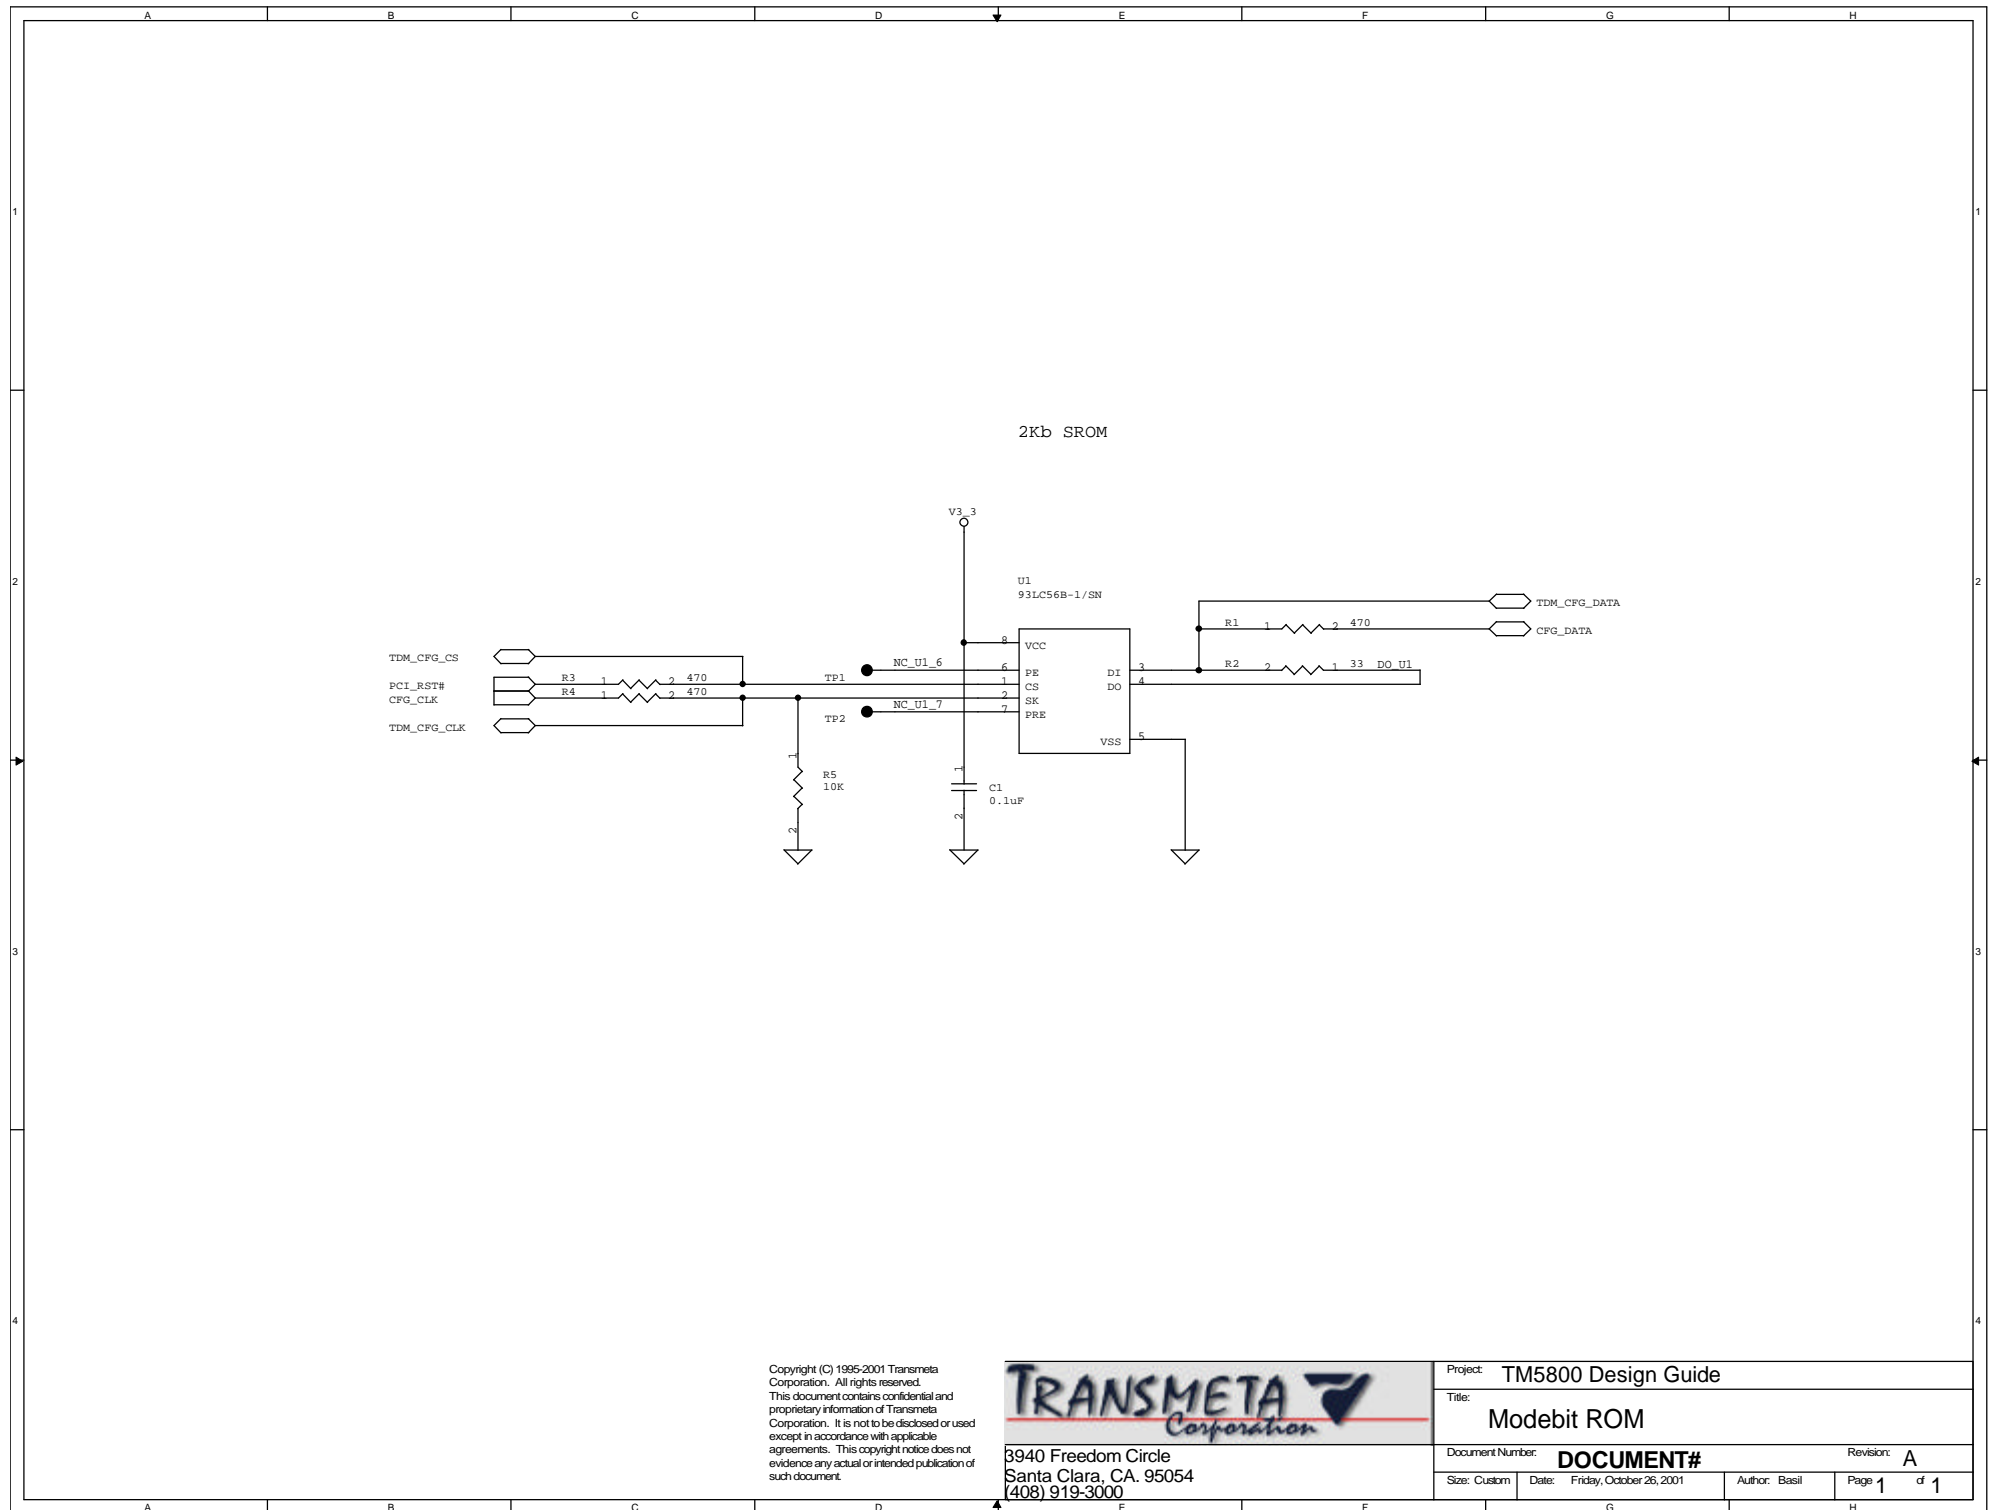 A B C D E F G H
1 1
2Kb SROM
V3_3
2 2
U1
93LC56B-1/SN
TDM_CFG_DATA
R1 1 2 470 CFG_DATA
8 VCC
TDM_CFG_CS
NC_U1_6 6 PE DI 3 R2 2 1 33 DO_U1
PCI_RST# R3 1 2 470 TP1 1 CS DO 4
CFG_CLK R4 1 2 470 2 SK
NC_U1_7 7 PRE
TP2
TDM_CFG_CLK
VSS 5
1 R5
10K
2
1 C1
0.1uF
2
3 3
4 4
Copyright (C) 1995-2001 Transmeta
Corporation. All rights reserved.
This document contains confidential and
proprietary information of Transmeta
Corporation. It is not to be disclosed or used
except in accordance with applicable
agreements. This copyright notice does not
evidence any actual or intended publication of
such document.
TRANSMETA
Corporation
3940 Freedom Circle
Santa Clara, CA. 95054
(408) 919-3000
Project: TM5800 Design Guide
Title:
Modebit ROM
Document Number: DOCUMENT# Revision: A
Size: Custom Date: Friday, October 26, 2001 Author: Basil Page 1 of 1
A B C D E F G H